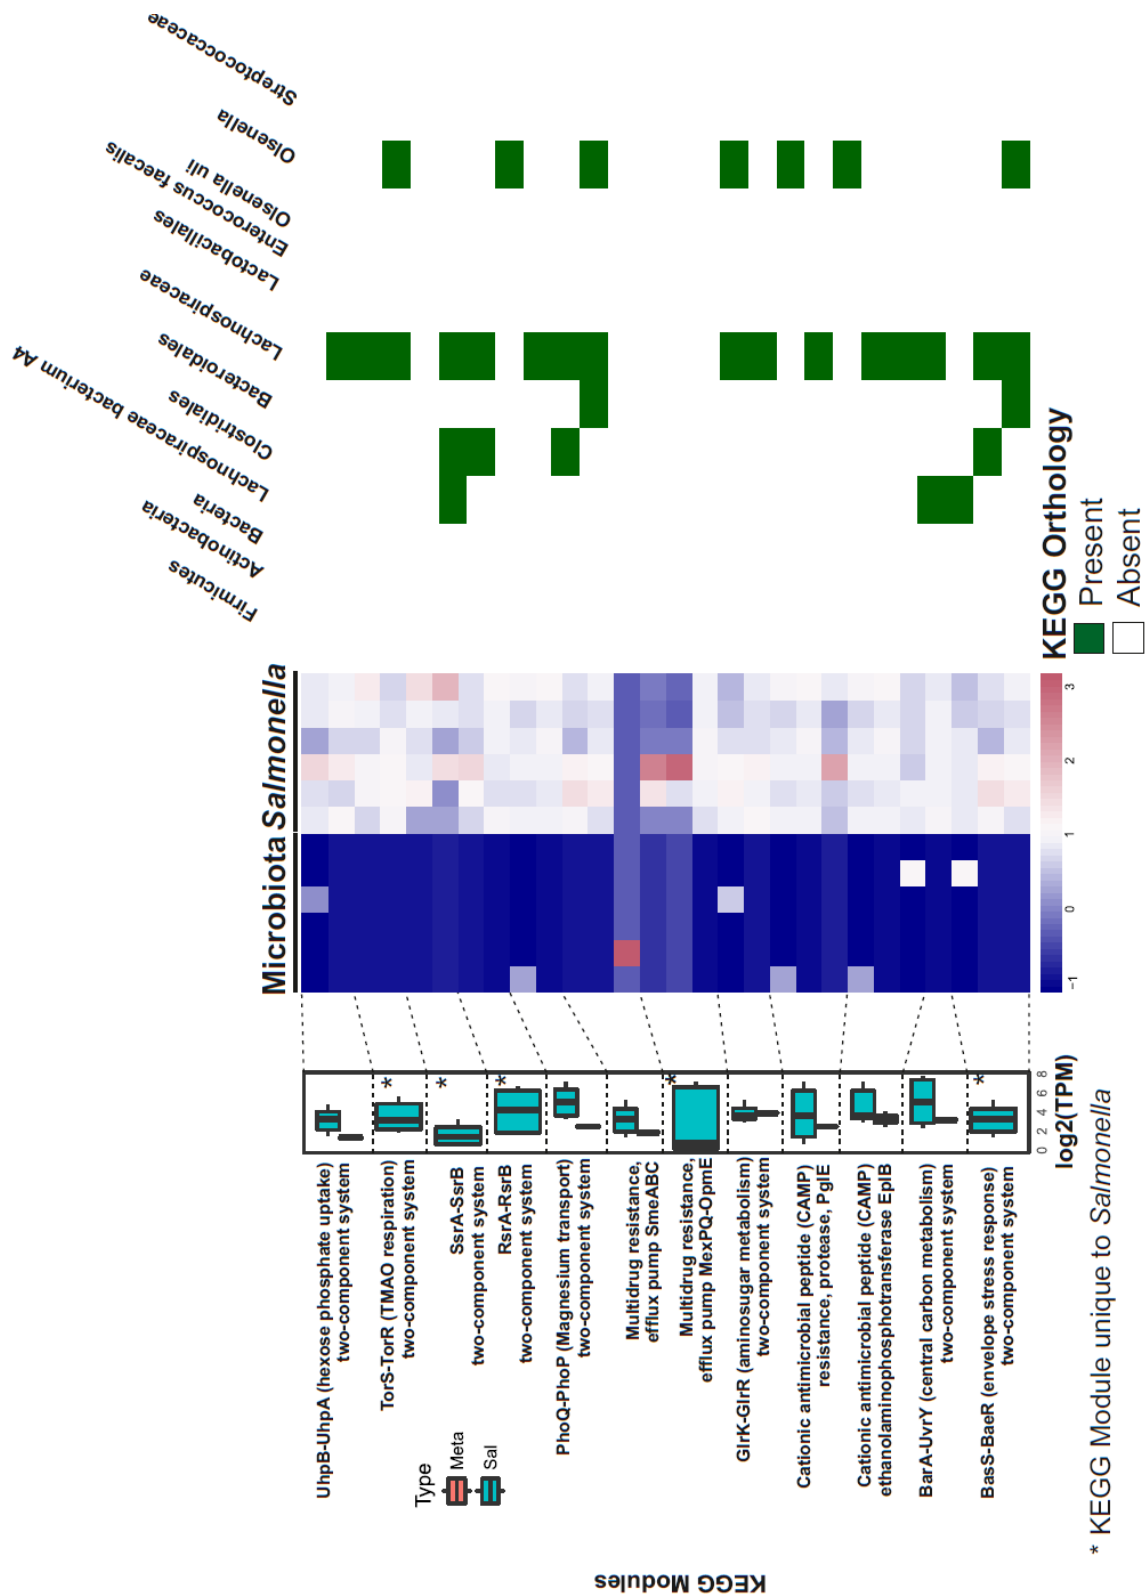 Streptococcaceae
Olsenella
Olsenella uli
Enterococcus faecalis
Lactobacillales
Lachnospiraceae
Bacteroidales
Clostridiales
Lachnospiraceae bacterium A4
Bacteria
Actinobacteria
Firmicutes
Microbiota Salmonella
KEGG Orthology
Present
Absent
3
2
1
0
-1
UhpB-UhpA (hexose phosphate uptake)
two-component system
TorS-TorR (TMAO respiration)
two-component system
*
SsrA-SsrB
two-component system
*
RsrA-RsrB
two-component system
*
PhoQ-PhoP (Magnesium transport)
two-component system
Multidrug resistance,
efflux pump SmeABC
Multidrug resistance,
efflux pump MexPQ-OpmE
*
GlrK-GlrR (aminosugar metabolism)
two-component system
Cationic antimicrobial peptide (CAMP)
resistance, protease, PgIE
Cationic antimicrobial peptide (CAMP)
ethanolaminophosphotransferase EpIB
BarA-UvrY (central carbon metabolism)
two-component system
BasS-BaeR (envelope stress response)
two-component system
*
0 2 4 6 8
log2(TPM)
Type
Meta
Sal
KEGG Modules
* KEGG Module unique to Salmonella